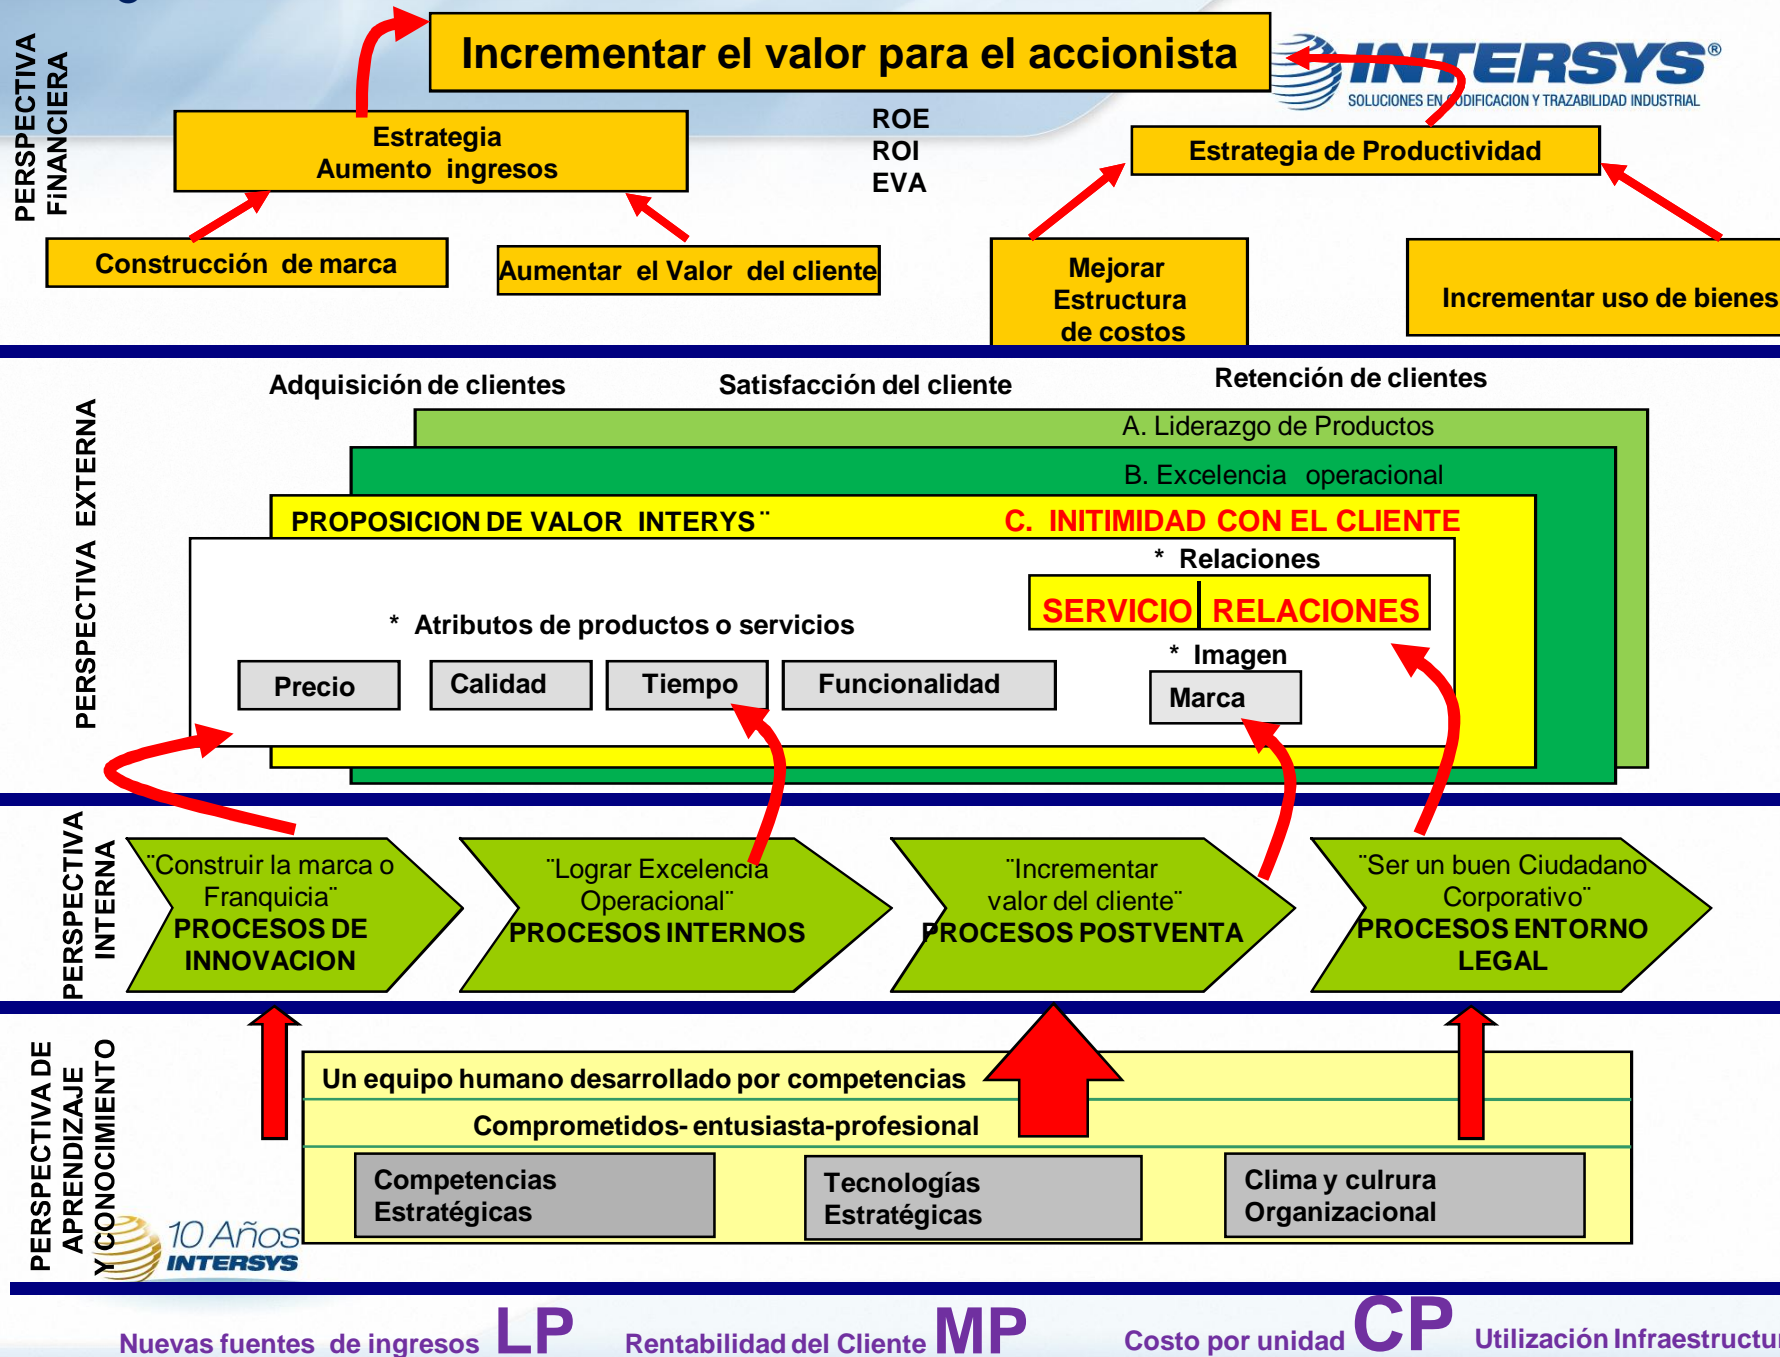 PERSPECTIVA
FiNANCIERA
Incrementar el valor para el accionista
INTERSYS®
SOLUCIONES EN CODIFICACION Y TRAZABILIDAD INDUSTRIAL
Estrategia
Aumento ingresos
ROE
ROI
EVA
Estrategia de Productividad
Construcción de marca
Aumentar el Valor del cliente
Mejorar
Estructura
de costos
Incrementar uso de bienes
PERSPECTIVA EXTERNA
Adquisición de clientes
Satisfacción del cliente
Retención de clientes
A. Liderazgo de Productos
B. Excelencia operacional
PROPOSICION DE VALOR INTERYS ¨
C. INITIMIDAD CON EL CLIENTE
* Relaciones
SERVICIO RELACIONES
* Atributos de productos o servicios
* Imagen
Precio
Calidad
Tiempo
Funcionalidad
Marca
PERSPECTIVA
INTERNA
¨Construir la marca o
Franquicia¨
PROCESOS DE
INNOVACION
¨Lograr Excelencia
Operacional¨
PROCESOS INTERNOS
¨Incrementar
valor del cliente¨
PROCESOS POSTVENTA
¨Ser un buen Ciudadano
Corporativo¨
PROCESOS ENTORNO
LEGAL
PERSPECTIVA DE
APRENDIZAJE
Y CONOCIMIENTO
Un equipo humano desarrollado por competencias
Comprometidos- entusiasta-profesional
Competencias
Estratégicas
Tecnologías
Estratégicas
Clima y culrura
Organizacional
10 Años
INTERSYS
Nuevas fuentes de ingresos LP
Rentabilidad del Cliente MP
Costo por unidad CP
Utilización Infraestructur